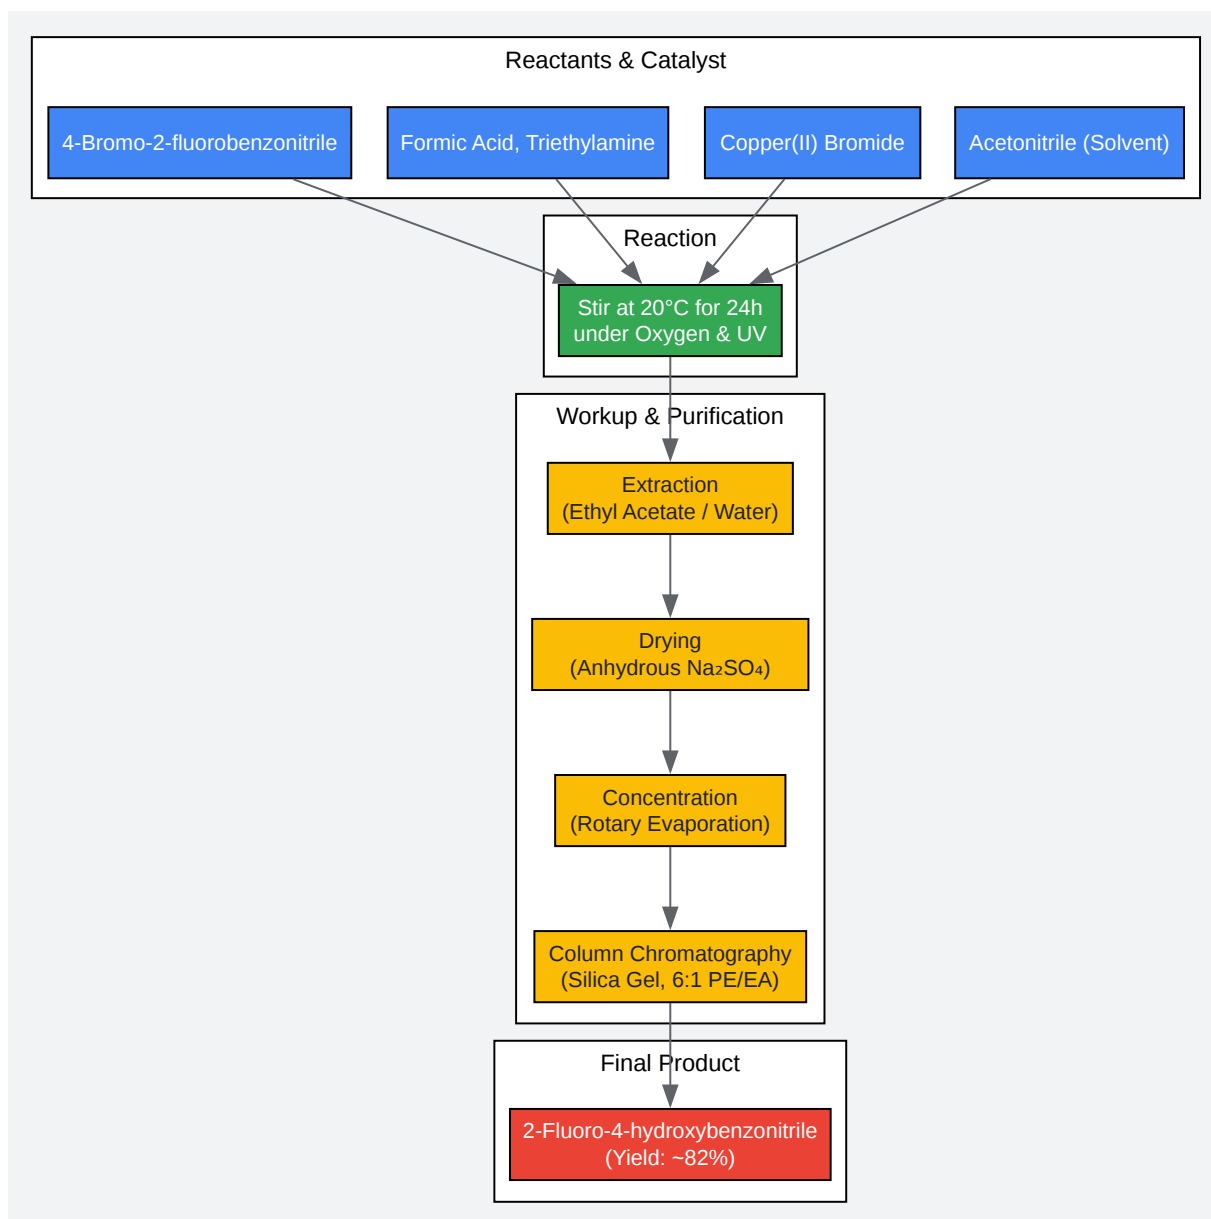 Reactants & Catalyst
4-Bromo-2-fluorobenzonitrile
Formic Acid, Triethylamine
Copper(II) Bromide
Acetonitrile (Solvent)
Reaction
Stir at 20°C for 24h
under Oxygen & UV
Workup & Purification
Extraction
(Ethyl Acetate / Water)
Drying
(Anhydrous Na₂SO₄)
Concentration
(Rotary Evaporation)
Column Chromatography
(Silica Gel, 6:1 PE/EA)
Final Product
2-Fluoro-4-hydroxybenzonitrile
(Yield: ~82%)